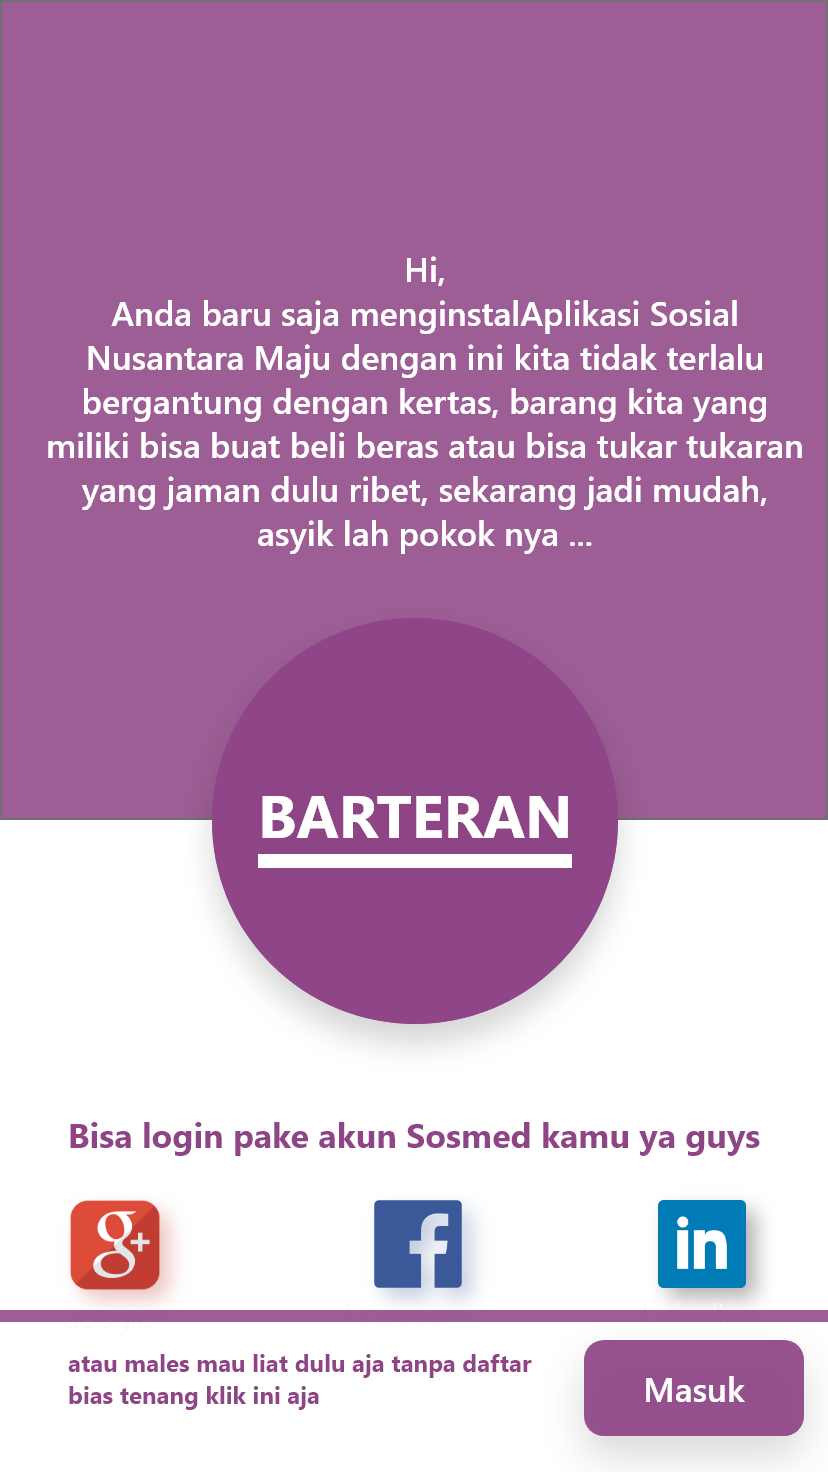 Hi,
Anda baru saja menginstalAplikasi Sosial
Nusantara Maju dengan ini kita tidak terlalu
bergantung dengan kertas, barang kita yang
miliki bisa buat beli beras atau bisa tukar tukaran
yang jaman dulu ribet, sekarang jadi mudah,
asyik lah pokok nya ...
BARTERAN
Bisa login pake akun Sosmed kamu ya guys
g+
f
in
atau males mau liat dulu aja tanpa daftar
bias tenang klik ini aja
Masuk